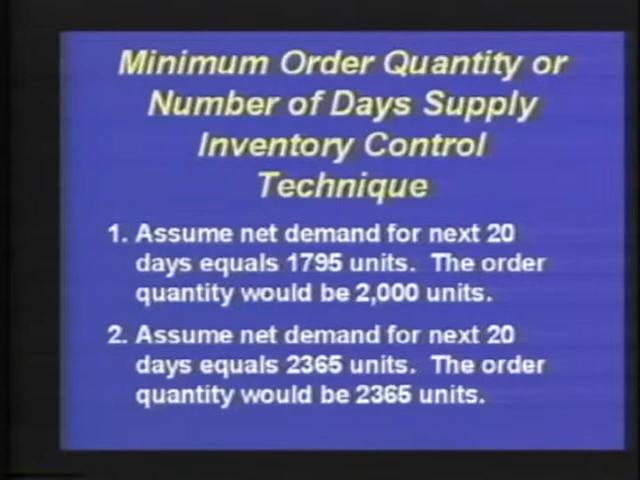 Minimum Order Quantity or
Number of Days Supply
Inventory Control
Technique
1. Assume net demand for next 20
days equals 1795 units. The order
quantity would be 2,000 units.
2. Assume net demand for next 20
days equals 2365 units. The order
quantity would be 2365 units.